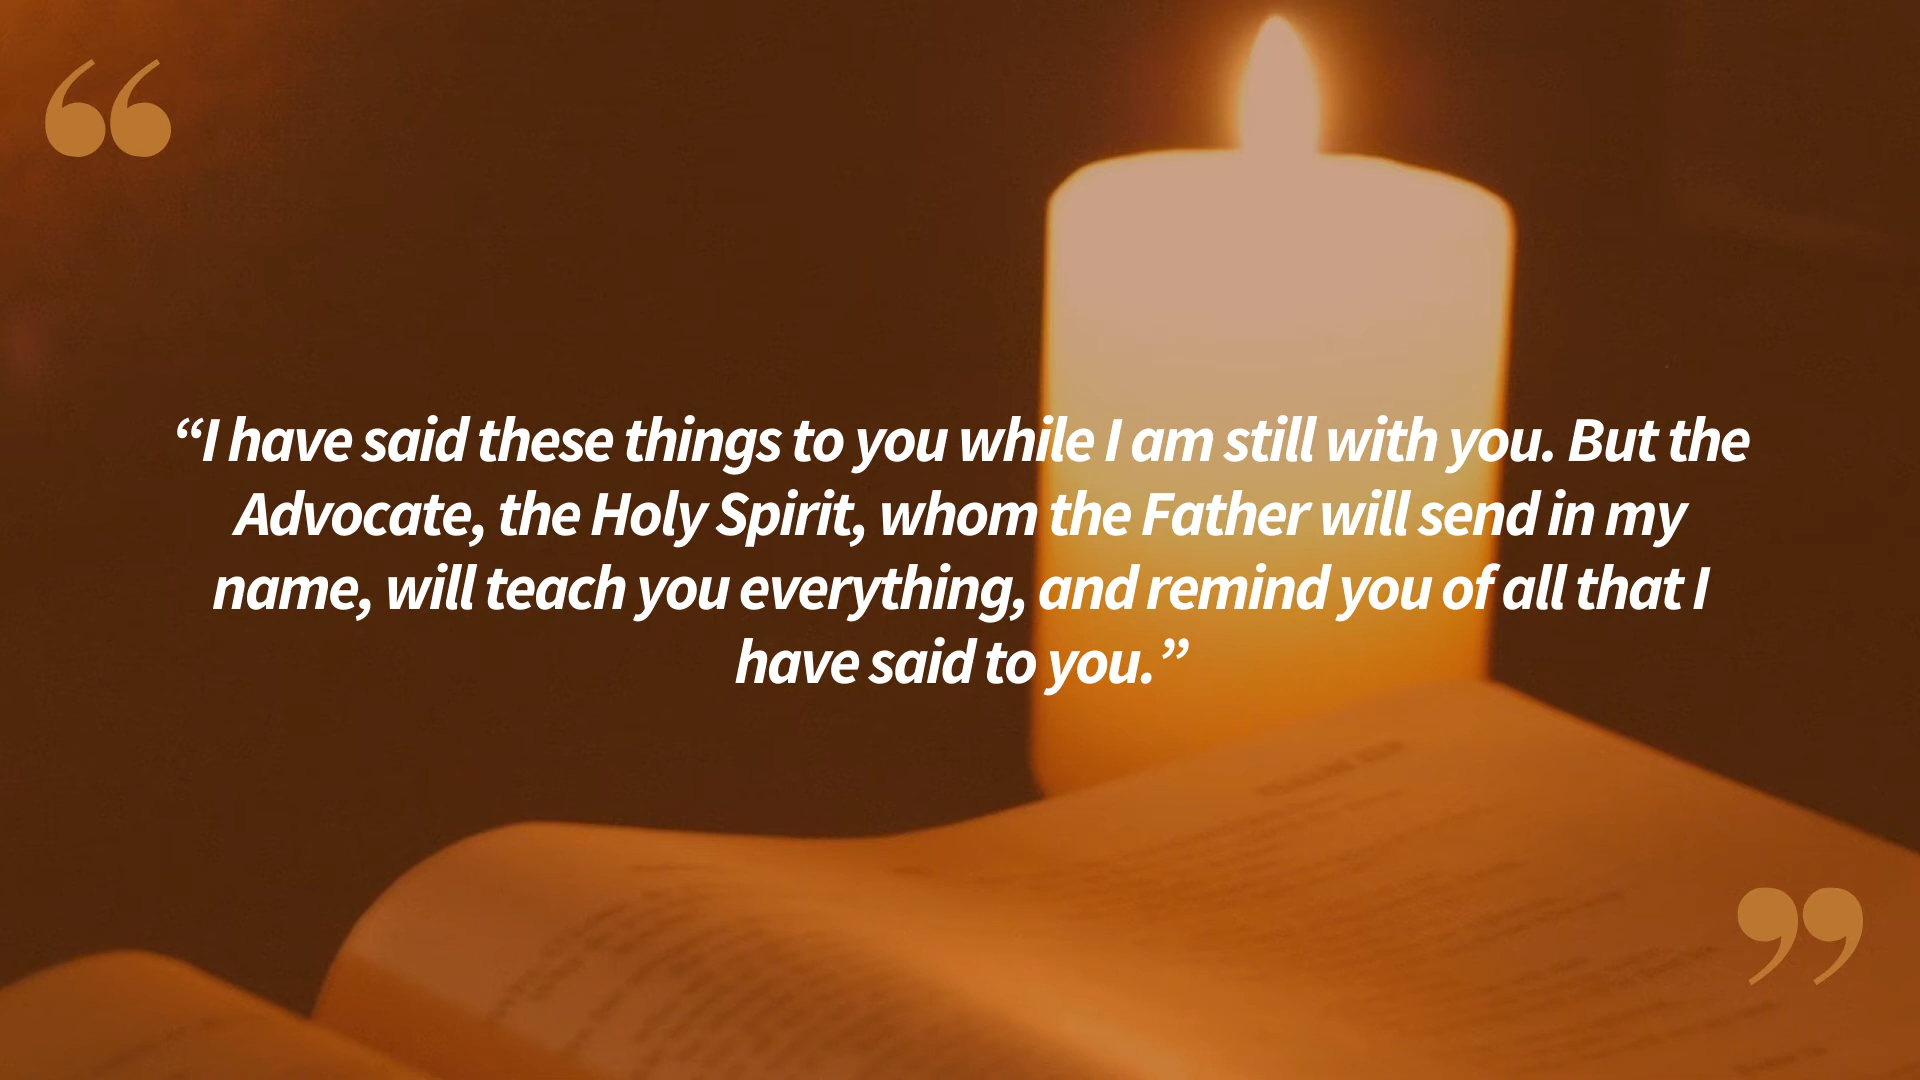 “I have said these things to you while I am still with you. But the
Advocate, the Holy Spirit, whom the Father will send in my
name, will teach you everything, and remind you of all that I
have said to you.”